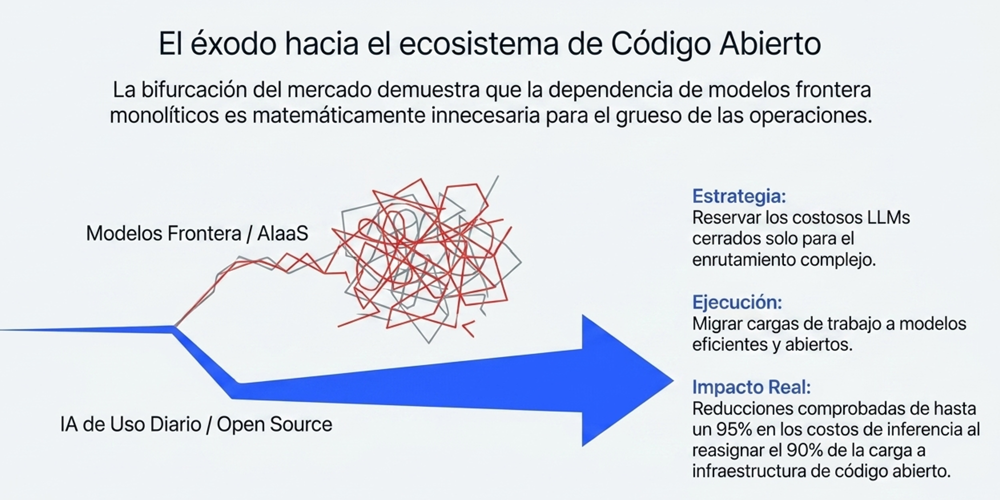 El éxodo hacia el ecosistema de Código Abierto
La bifurcación del mercado demuestra que la dependencia de modelos frontera
monolíticos es matemáticamente innecesaria para el grueso de las operaciones.
Modelos Frontera / AIaaS
IA de Uso Diario / Open Source
Estrategia:
Reservar los costosos LLMs
cerrados solo para el
enrutamiento complejo.
Ejecución:
Migrar cargas de trabajo a modelos
eficientes y abiertos.
Impacto Real:
Reducciones comprobadas de hasta
un 95% en los costos de inferencia al
reasignar el 90% de la carga a
infraestructura de código abierto.